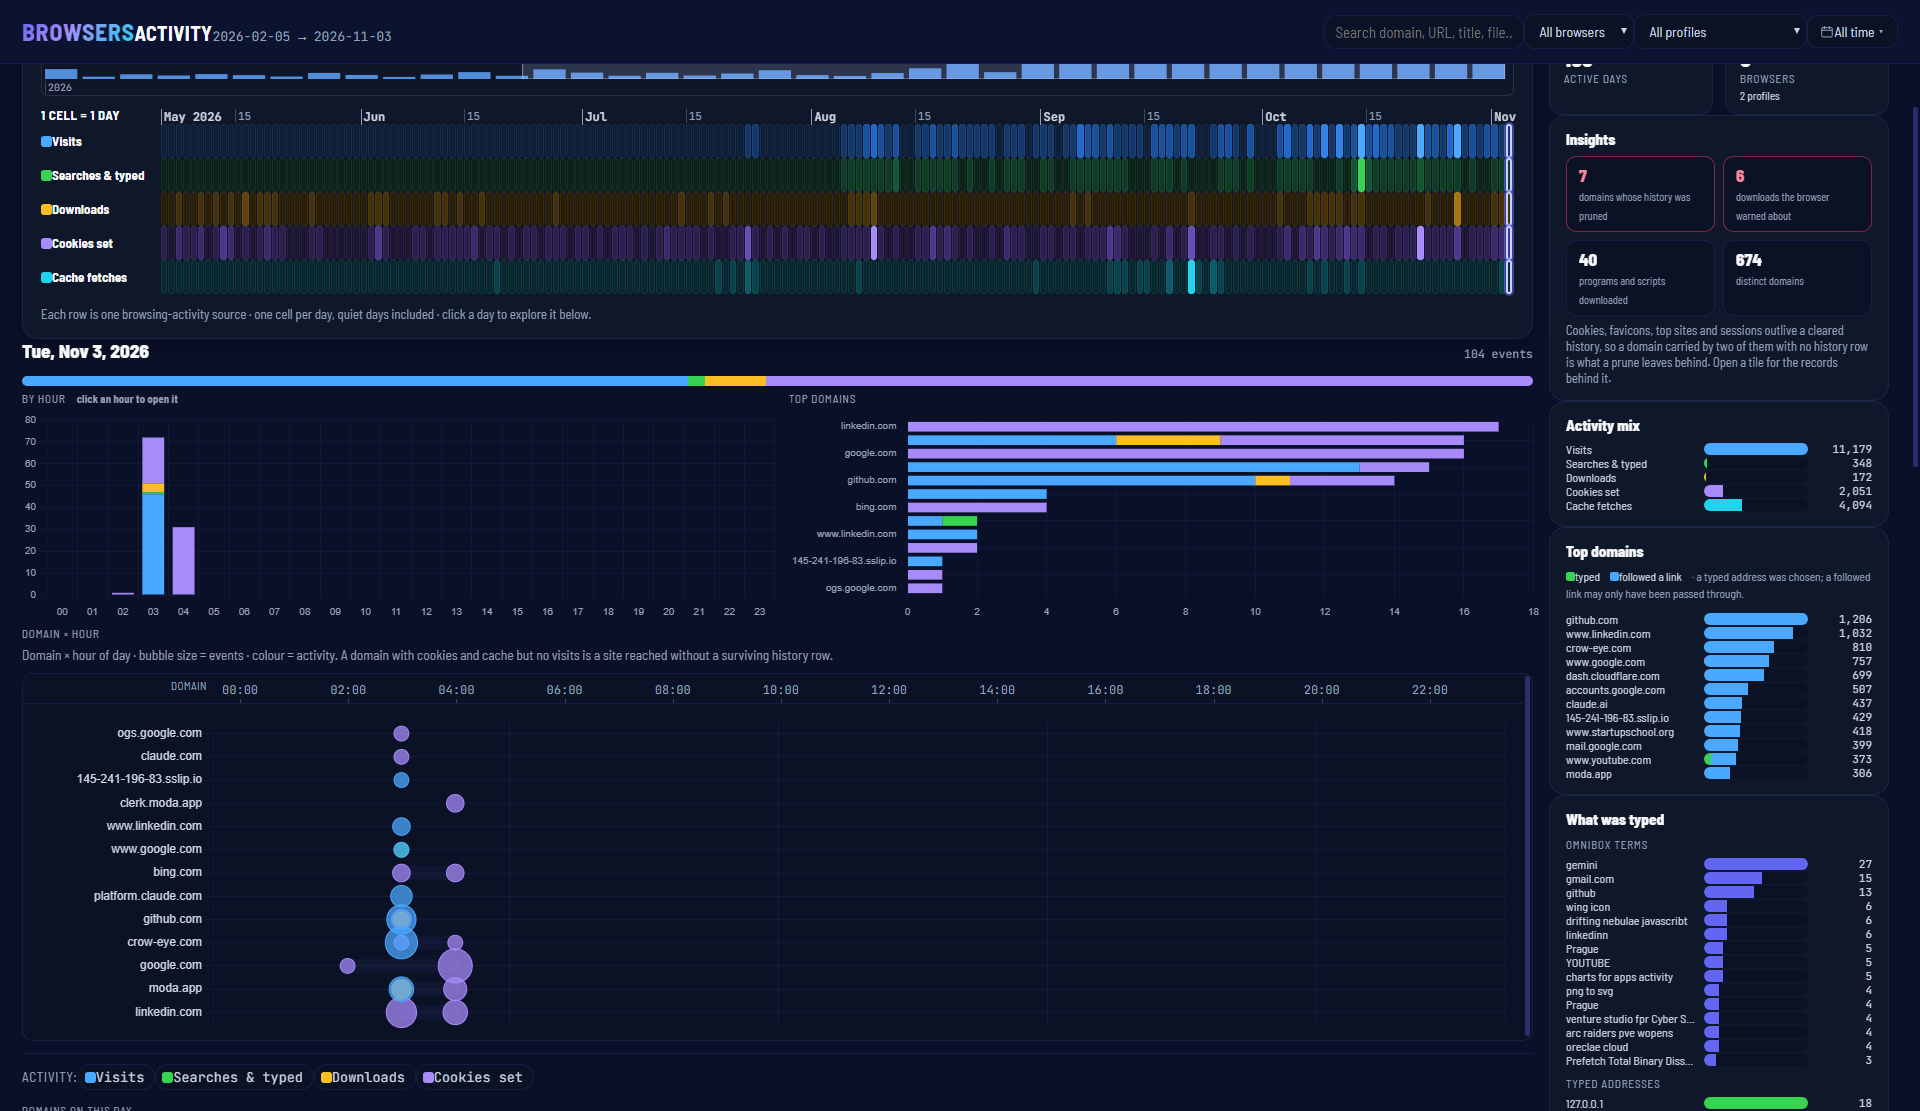 BROWSERSACTIVITY 2026-02-05 → 2026-11-03
Search domain, URL, title, file..
All browsers
All profiles
All time
2026
1 CELL = 1 DAY
May 2026 15 Jun 15 Jul 15 Aug 15 Sep 15 Oct 15 Nov
Visits
Searches & typed
Downloads
Cookies set
Cache fetches
Each row is one browsing-activity source · one cell per day, quiet days included · click a day to explore it below.
Tue, Nov 3, 2026
104 events
BY HOUR click an hour to open it
80
70
60
50
40
30
20
10
0
00 01 02 03 04 05 06 07 08 09 10 11 12 13 14 15 16 17 18 19 20 21 22 23
TOP DOMAINS
linkedin.com
google.com
github.com
bing.com
www.linkedin.com
145-241-196-83.sslip.io
ogs.google.com
0 2 4 6 8 10 12 14 16 18
DOMAIN × HOUR
Domain × hour of day · bubble size = events · colour = activity. A domain with cookies and cache but no visits is a site reached without a surviving history row.
DOMAIN 00:00 02:00 04:00 06:00 08:00 10:00 12:00 14:00 16:00 18:00 20:00 22:00
ogs.google.com
claude.com
145-241-196-83.sslip.io
clerk.moda.app
www.linkedin.com
www.google.com
bing.com
platform.claude.com
github.com
crow-eye.com
google.com
moda.app
linkedin.com
ACTIVITY: Visits Searches & typed Downloads Cookies set
DOMAINS ON THIS DAY
ACTIVE DAYS
BROWSERS
2 profiles
Insights
7
domains whose history was
pruned
6
downloads the browser
warned about
40
programs and scripts
downloaded
674
distinct domains
Cookies, favicons, top sites and sessions outlive a cleared
history, so a domain carried by two of them with no history row
is what a prune leaves behind. Open a tile for the records
behind it.
Activity mix
Visits 11,179
Searches & typed 348
Downloads 172
Cookies set 2,051
Cache fetches 4,094
Top domains
typed followed a link · a typed address was chosen; a followed
link may only have been passed through.
github.com 1,206
www.linkedin.com 1,032
crow-eye.com 810
www.google.com 757
dash.cloudflare.com 699
accounts.google.com 507
claude.ai 437
145-241-196-83.sslip.io 429
www.startupschool.org 418
mail.google.com 399
www.youtube.com 373
moda.app 306
What was typed
OMNIBOX TERMS
gemini 27
gmail.com 15
github 13
wing icon 6
drifting nebulae javascribt 6
linkedinn 6
Prague 5
YOUTUBE 5
charts for apps activity 5
png to svg 4
Prague 4
venture studio fpr Cyber S... 4
arc raiders pve wopens 4
oreclae cloud 4
Prefetch Total Binary Diss... 3
TYPED ADDRESSES
127.0.0.1 18